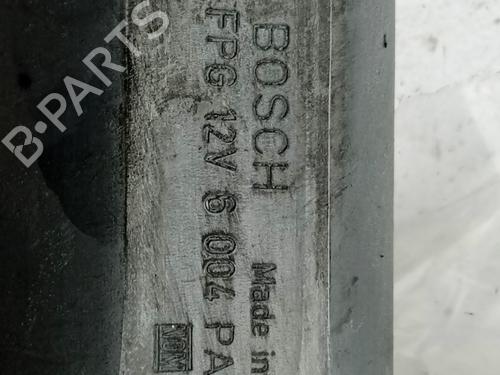 BOSCH
FPG 12V 6 004 PA
Made in
B-PARTS